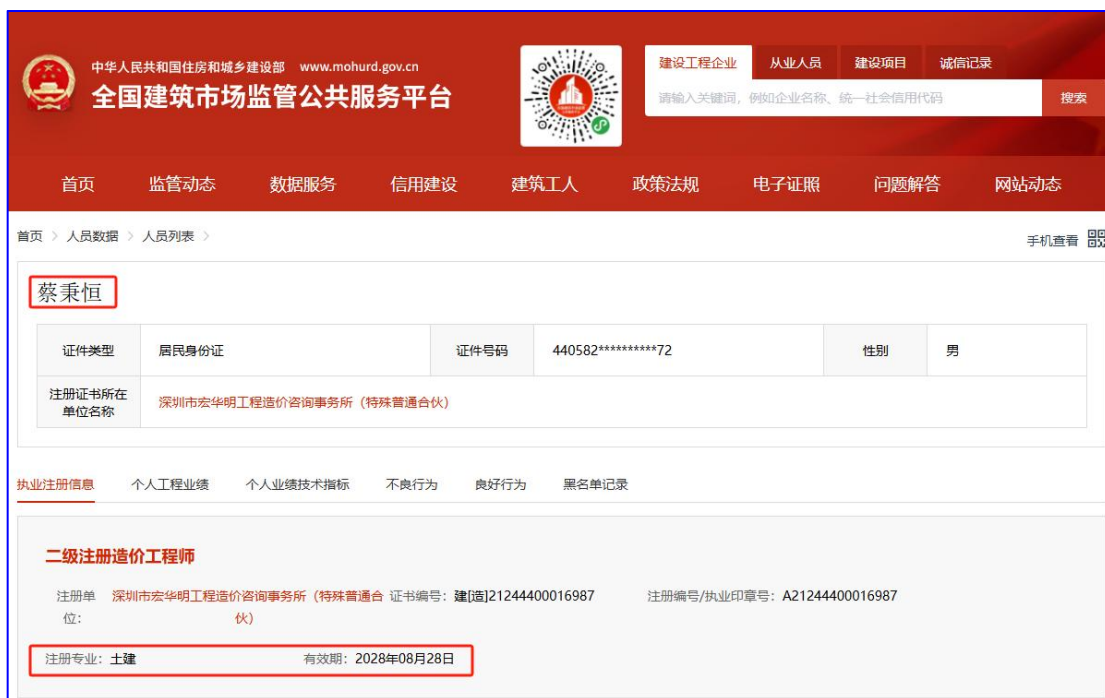 中华人民共和国住房和城乡建设部 www.mohurd.gov.cn
全国建筑市场监管公共服务平台
建设工程企业 从业人员 建设项目 诚信记录
请输入关键词，例如企业名称、统一社会信用代码 搜索
首页 监管动态 数据服务 信用建设 建筑工人 政策法规 电子证照 问题解答 网站动态
首页 > 人员数据 > 人员列表 >
手机查看
蔡秉恒
证件类型 居民身份证 证件号码 440582**********72 性别 男
注册证书所在
单位名称
深圳市宏华明工程造价咨询事务所（特殊普通合伙）
执业注册信息 个人工程业绩 个人业绩技术指标 不良行为 良好行为 黑名单记录
二级注册造价工程师
注册单 深圳市宏华明工程造价咨询事务所（特殊普通合 证书编号：建[造]21244400016987 注册编号/执业印章号：A21244400016987
位： 伙）
注册专业：土建 有效期：2028年08月28日